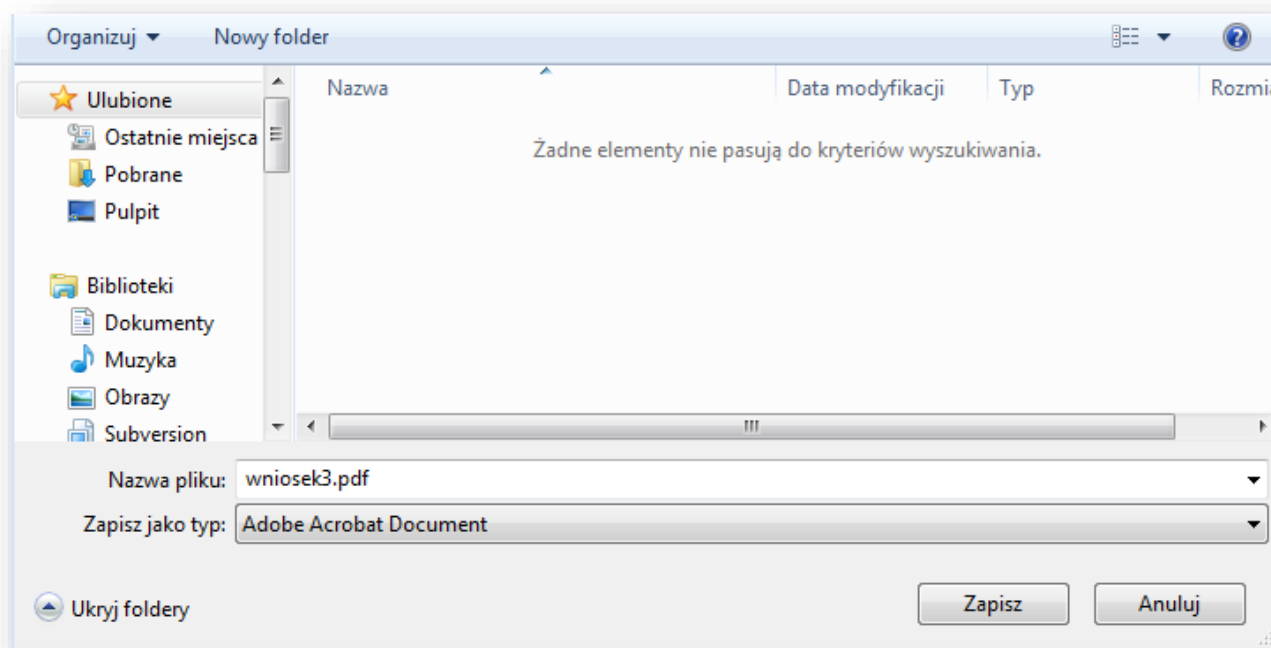 Organizuj Nowy folder
Nazwa Data modyfikacji Typ
Ulubione
Ostatnie miejsca
Pobrane
Pulpit
Biblioteki
Dokumenty
Muzyka
Obrazy
Subversion
Żadne elementy nie pasują do kryteriów wyszukiwania.
Nazwa pliku: wniosek3.pdf
Zapisz jako typ: Adobe Acrobat Document
Ukryj foldery Zapisz Anuluj